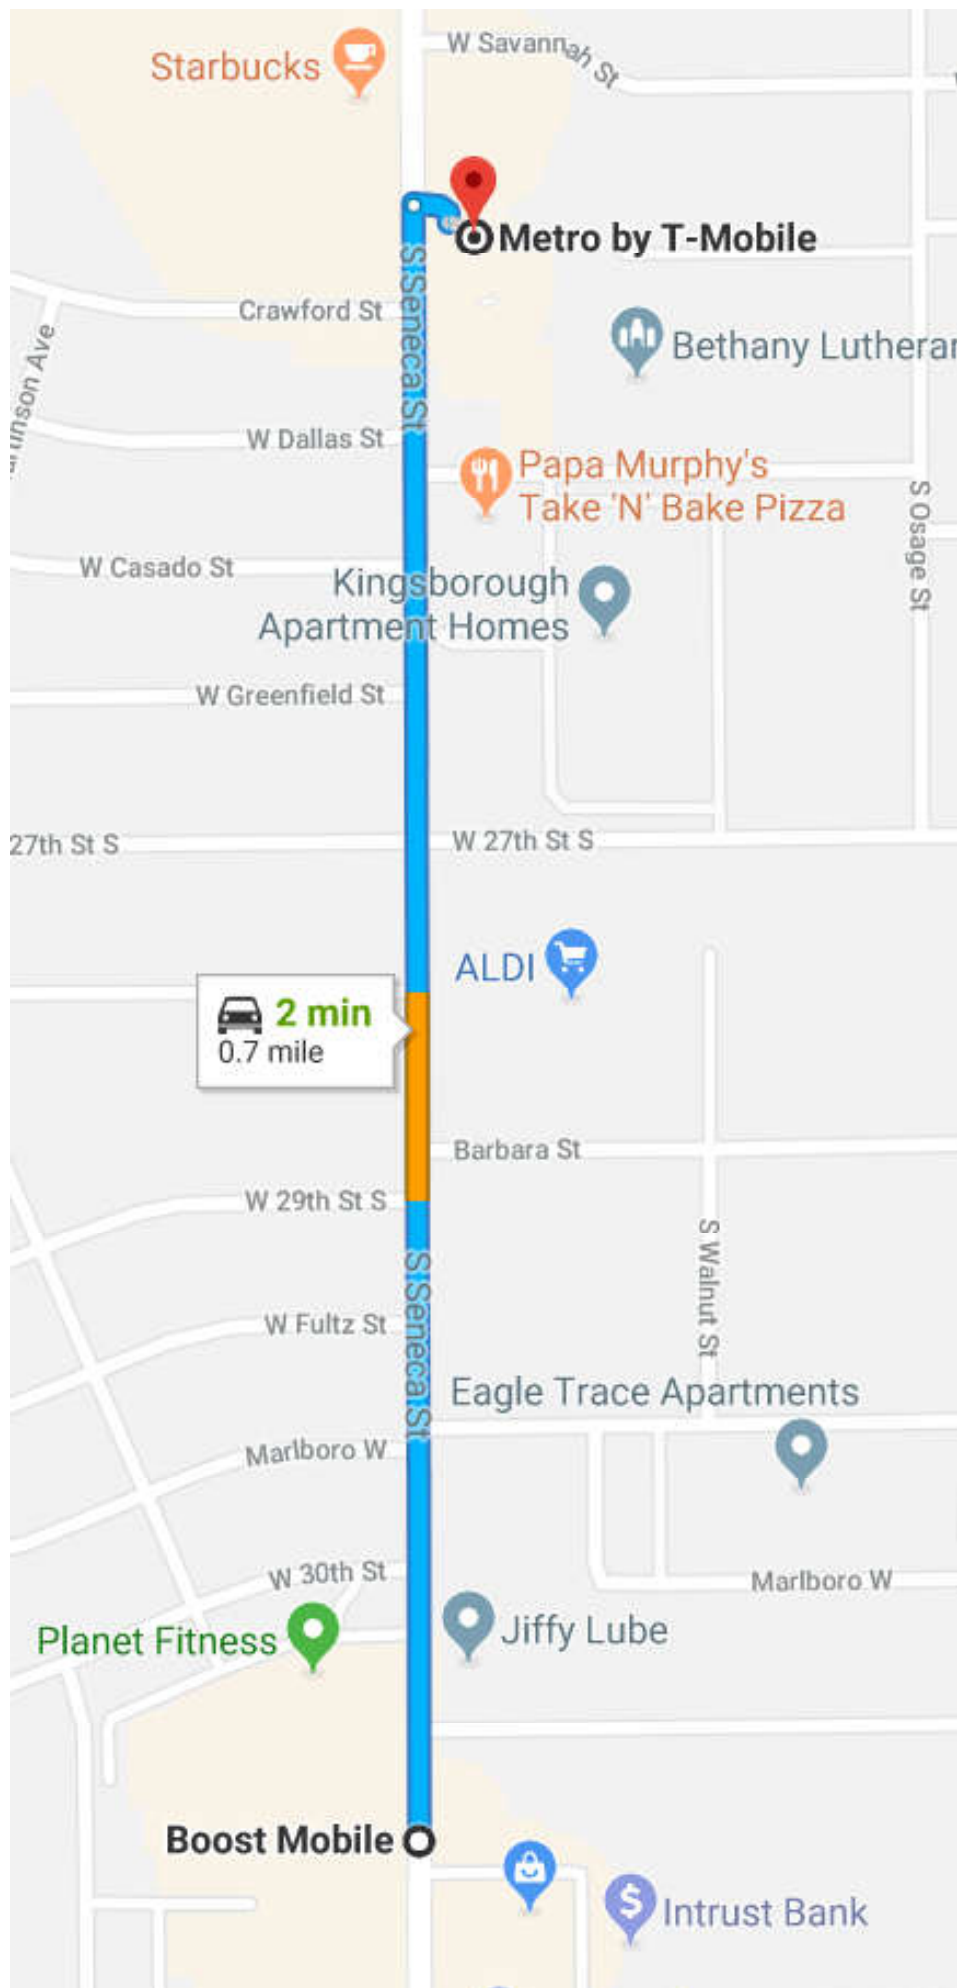 W Savannah St
Starbucks
Metro by T-Mobile
S Seneca St
Crawford St
Bethany Luthera
W Dallas St
Papa Murphy's
Take 'N' Bake Pizza
S Osage St
W Casado St
Kingsborough
Apartment Homes
W Greenfield St
27th St S
W 27th St S
ALDI
2 min
0.7 mile
Barbara St
W 29th St S
S Walnut St
S Seneca St
W Fultz St
Eagle Trace Apartments
Marlboro W
W 30th St
Marlboro W
Planet Fitness
Jiffy Lube
Boost Mobile
$
Intrust Bank